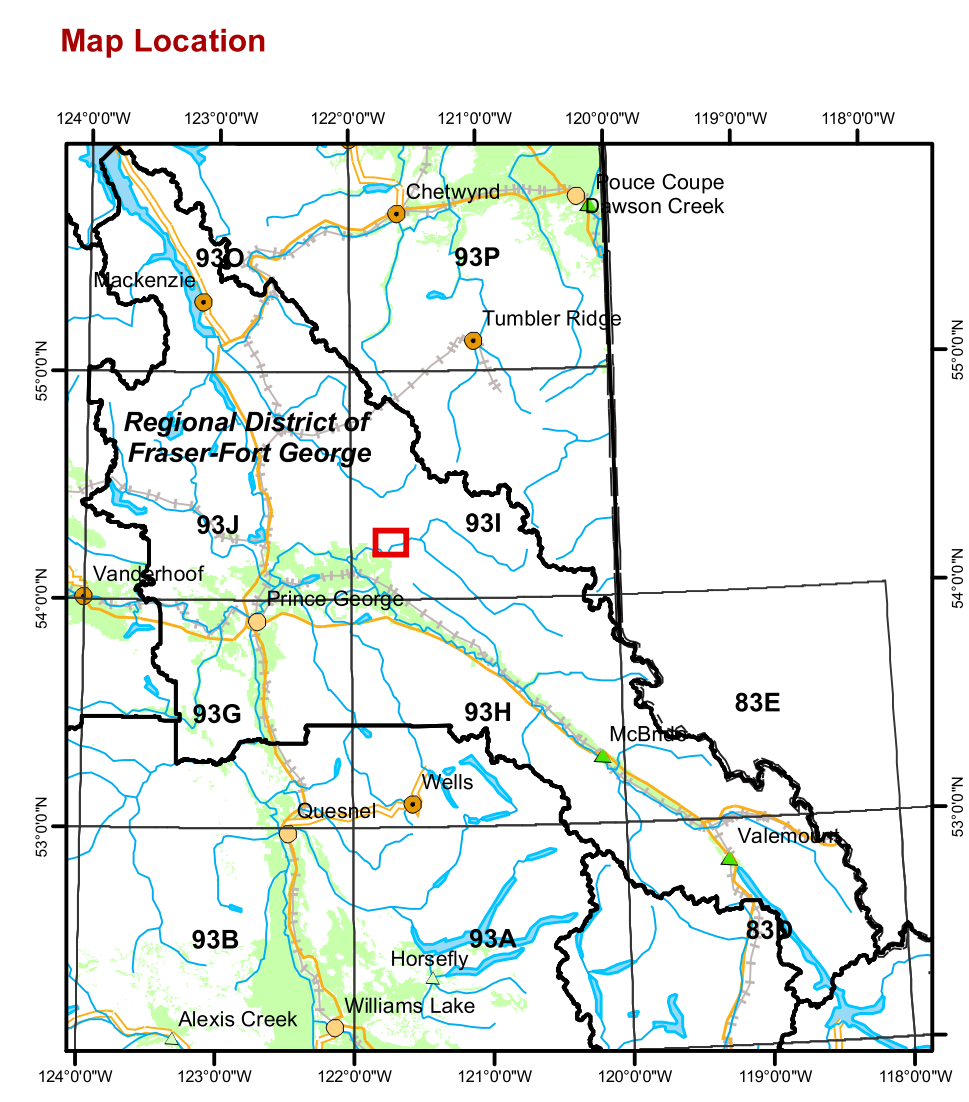 Map Location
124°0'0"W 123°0'0"W 122°0'0"W 121°0'0"W 120°0'0"W 119°0'0"W 118°0'0"W
Pouce Coupe
Chetwynd
Dawson Creek
93O
93P
Mackenzie
Tumbler Ridge
55°0'0"N
55°0'0"N
Regional District of
Fraser-Fort George
93J
93I
Vanderhoof
54°0'0"N
54°0'0"N
Prince George
93G
93H
83E
McBride
Wells
Quesnel
53°0'0"N
53°0'0"N
Valemount
93B
93A
83D
Horsefly
Williams Lake
Alexis Creek
124°0'0"W 123°0'0"W 122°0'0"W 121°0'0"W 120°0'0"W 119°0'0"W 118°0'0"W